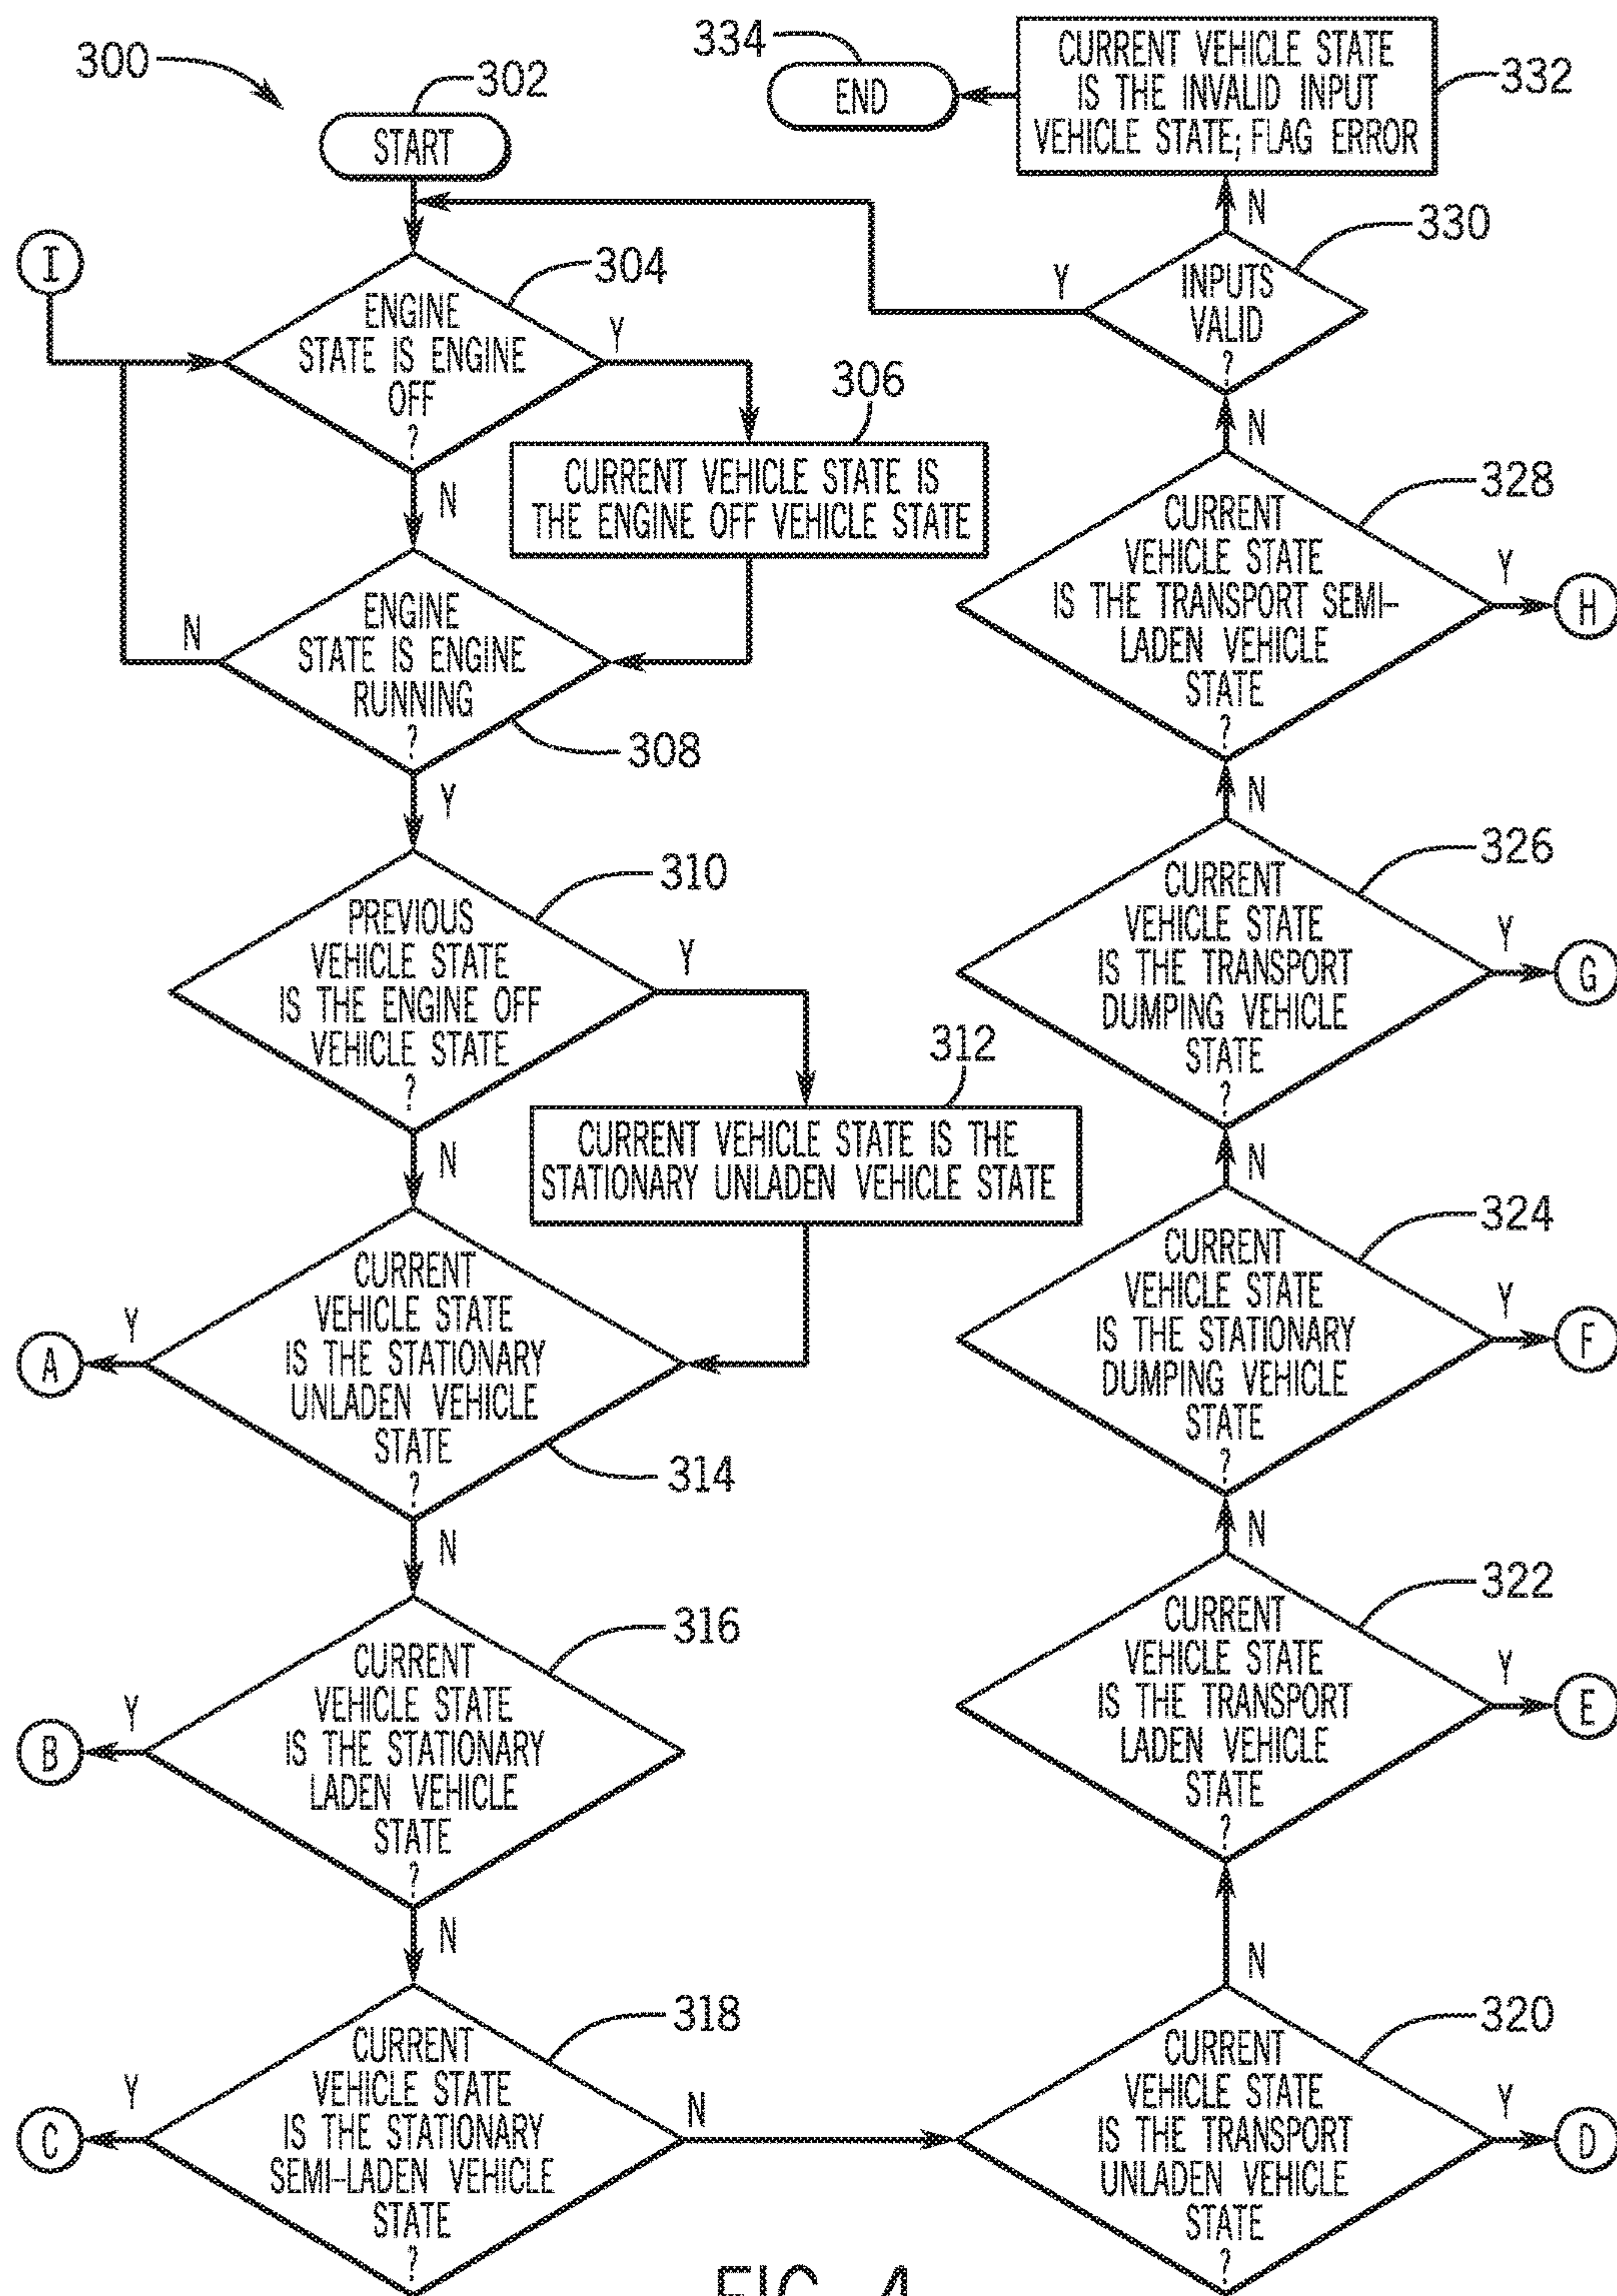 300
302
START
334
END
CURRENT VEHICLE STATE
IS THE INVALID INPUT
VEHICLE STATE; FLAG ERROR
332
N
330
INPUTS
VALID
?
Y
I
304
ENGINE
STATE IS ENGINE
OFF
?
Y
306
CURRENT VEHICLE STATE IS
THE ENGINE OFF VEHICLE STATE
N
ENGINE
STATE IS ENGINE
RUNNING
?
N
308
Y
310
PREVIOUS
VEHICLE STATE
IS THE ENGINE OFF
VEHICLE STATE
?
Y
312
CURRENT VEHICLE STATE IS THE
STATIONARY UNLADEN VEHICLE STATE
N
CURRENT
VEHICLE STATE
IS THE STATIONARY
UNLADEN VEHICLE
STATE
?
Y
A
314
N
316
CURRENT
VEHICLE STATE
IS THE STATIONARY
LADEN VEHICLE
STATE
?
Y
B
N
318
CURRENT
VEHICLE STATE
IS THE STATIONARY
SEMI-LADEN VEHICLE
STATE
?
Y
C
N
320
CURRENT
VEHICLE STATE
IS THE TRANSPORT
UNLADEN VEHICLE
STATE
?
Y
D
N
322
CURRENT
VEHICLE STATE
IS THE TRANSPORT
LADEN VEHICLE
STATE
?
Y
E
N
324
CURRENT
VEHICLE STATE
IS THE STATIONARY
DUMPING VEHICLE
STATE
?
Y
F
N
326
CURRENT
VEHICLE STATE
IS THE TRANSPORT
DUMPING VEHICLE
STATE
?
Y
G
N
328
CURRENT
VEHICLE STATE
IS THE TRANSPORT SEMI-
LADEN VEHICLE
STATE
?
Y
H
N
FIG. 4